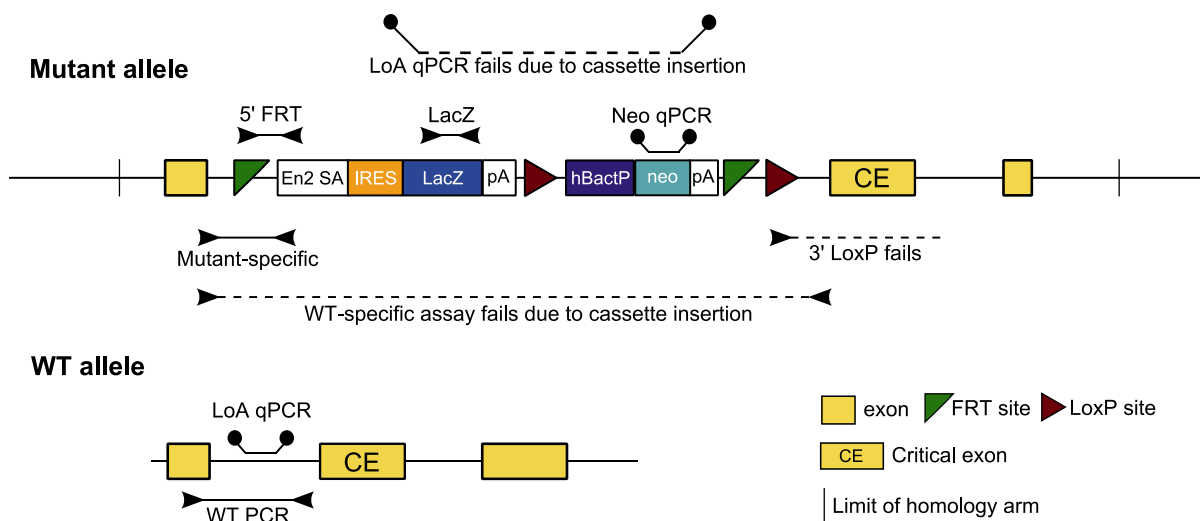 LoA qPCR fails due to cassette insertion
Mutant allele
5' FRT
LacZ
Neo qPCR
En2 SA
IRES
LacZ
pA
hBactP
neo
pA
CE
Mutant-specific
3' LoxP fails
WT-specific assay fails due to cassette insertion
WT allele
LoA qPCR
CE
WT PCR
exon
FRT site
LoxP site
CE
Critical exon
Limit of homology arm